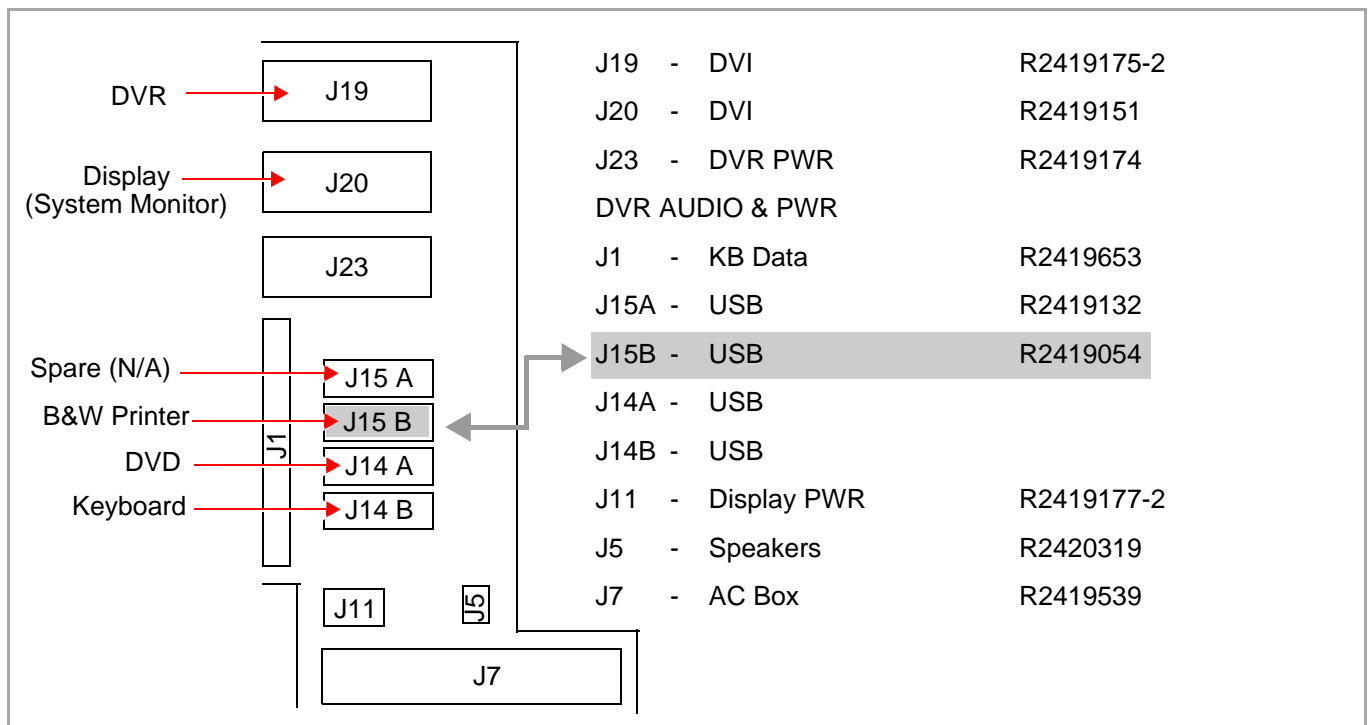 DVR
J19
Display
(System Monitor)
J20
J23
Spare (N/A)
J15 A
B&W Printer
J15 B
DVD
J14 A
Keyboard
J14 B
J1
J11
J5
J7
J19 - DVI R2419175-2
J20 - DVI R2419151
J23 - DVR PWR R2419174
DVR AUDIO & PWR
J1 - KB Data R2419653
J15A - USB R2419132
J15B - USB R2419054
J14A - USB
J14B - USB
J11 - Display PWR R2419177-2
J5 - Speakers R2420319
J7 - AC Box R2419539